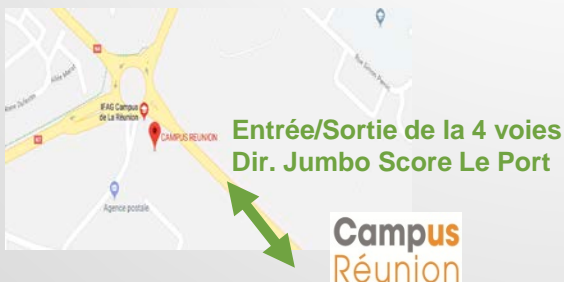 IFAG Campus
de La Réunion
CAMPUS REUNION
Agence postale
Entrée/Sortie de la 4 voies
Dir. Jumbo Score Le Port
Campus
Réunion